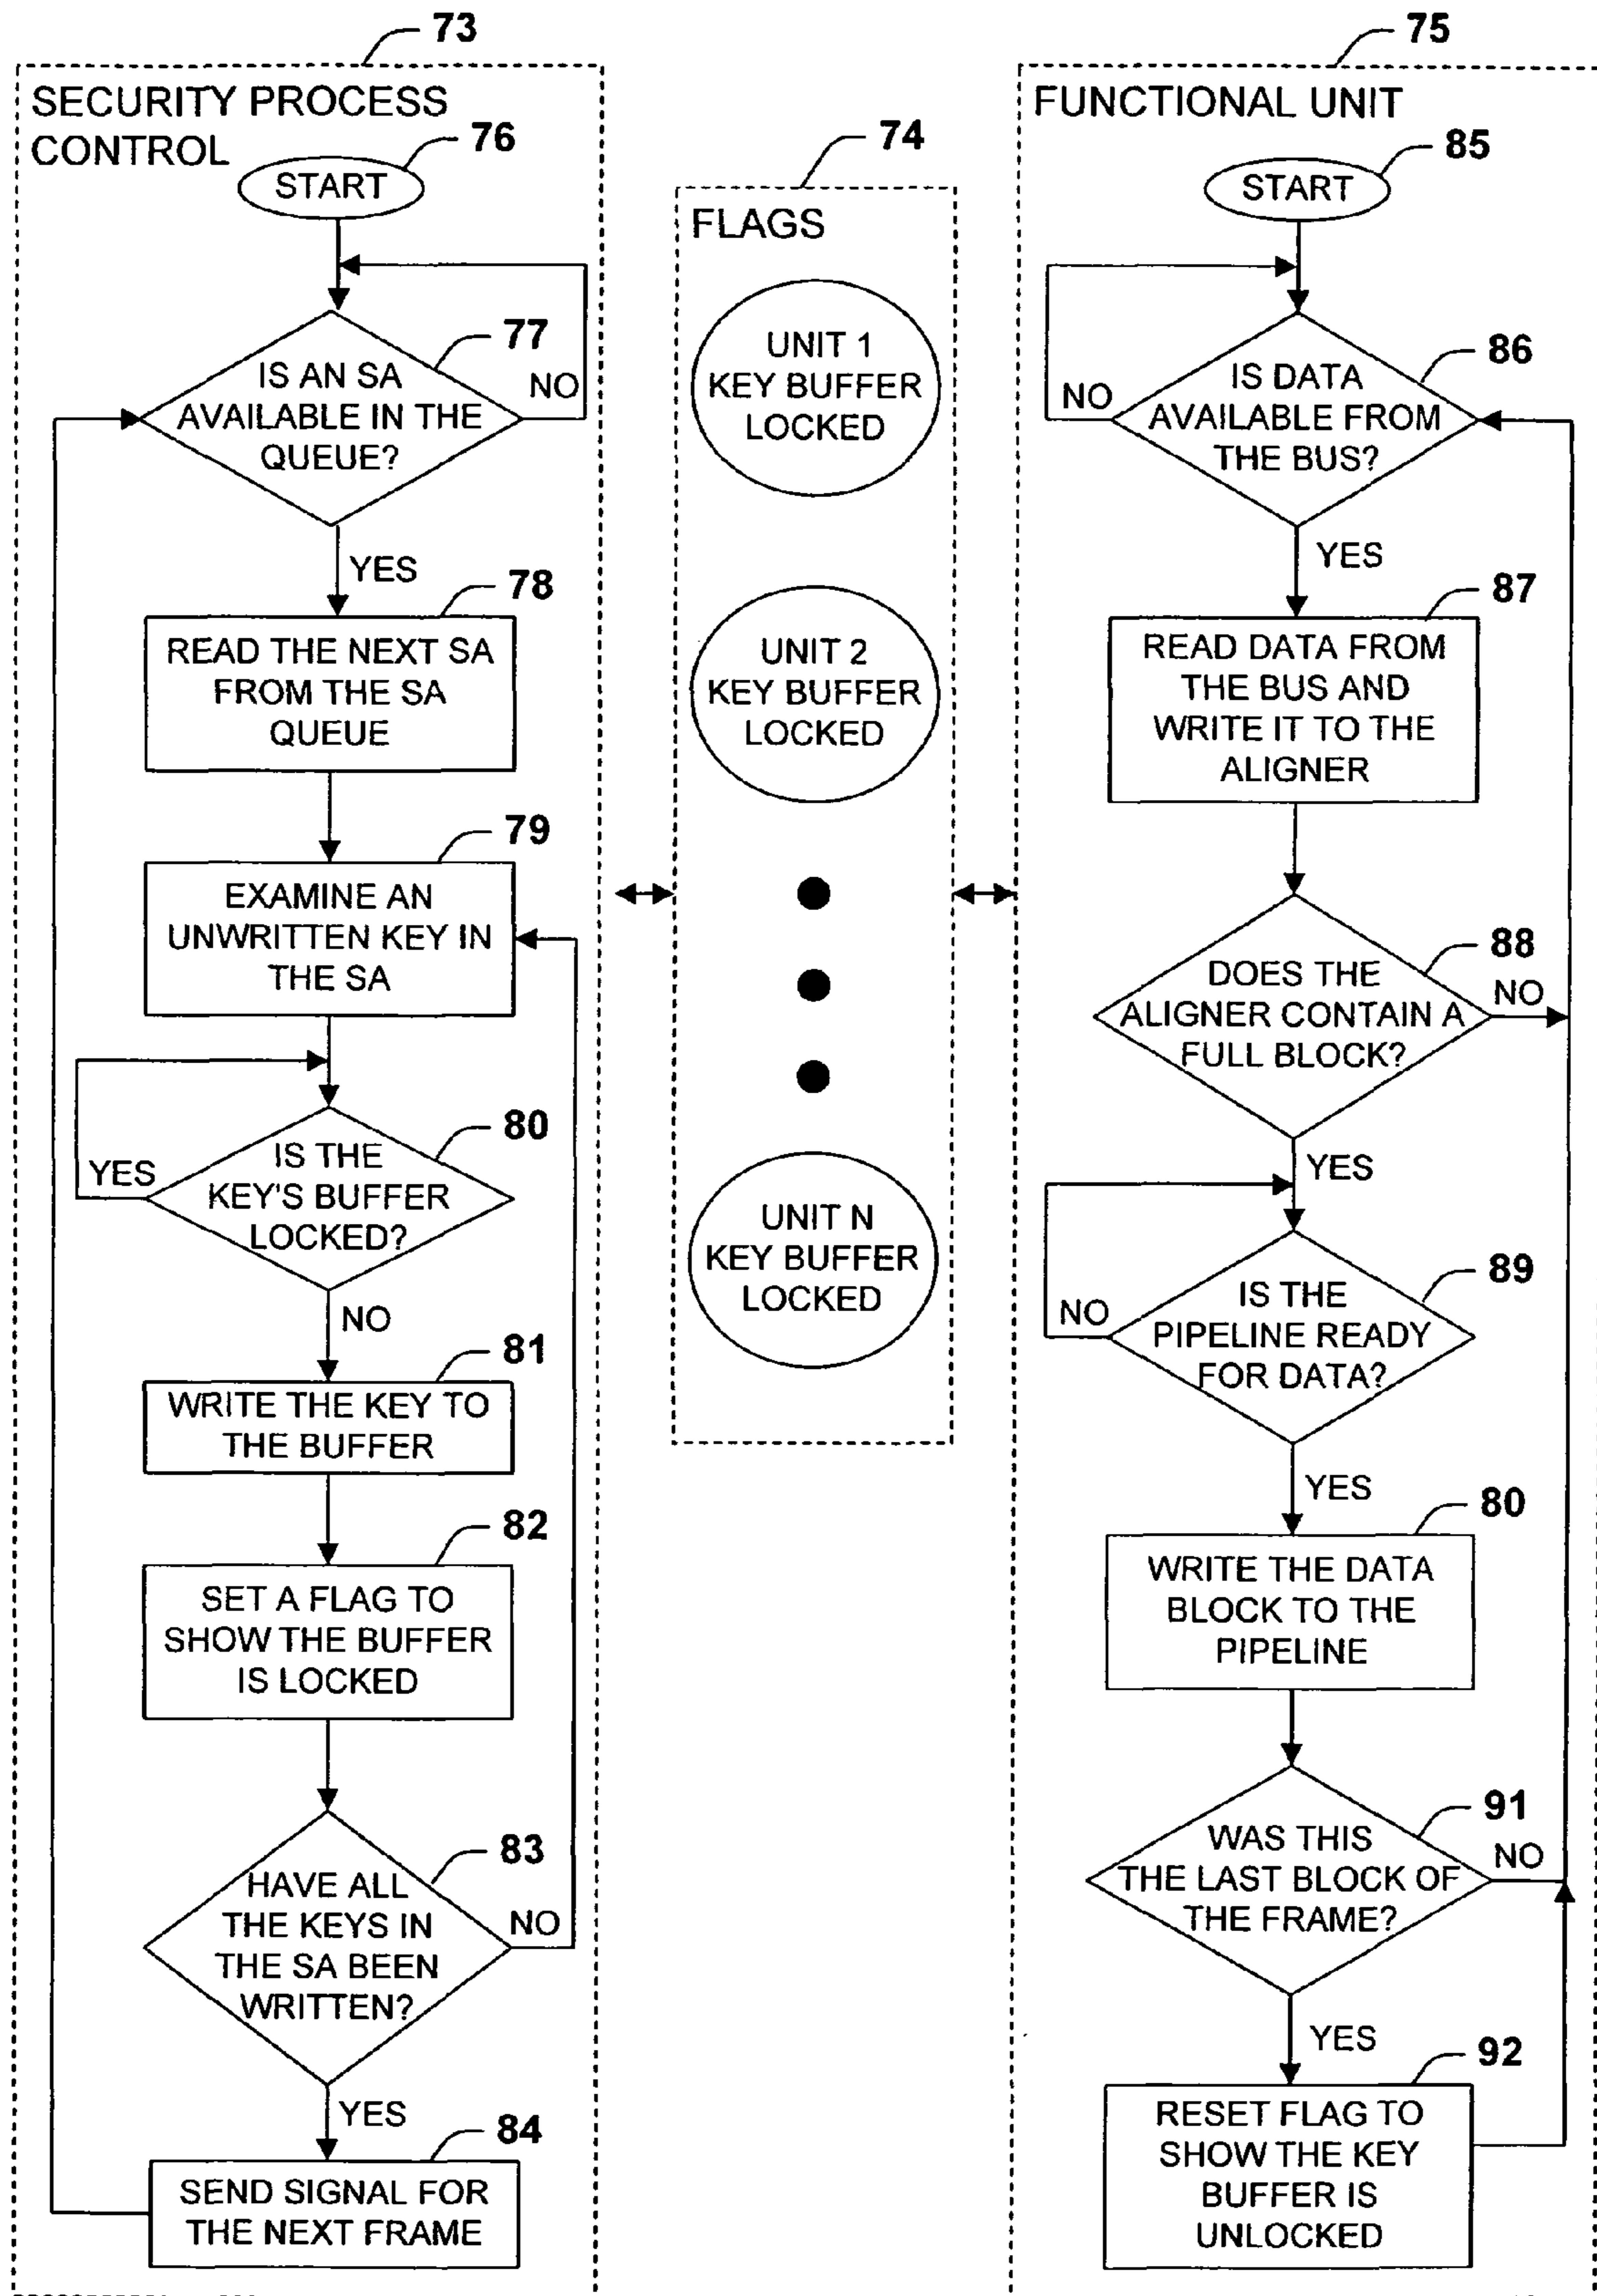 73
SECURITY PROCESS
CONTROL
76
START
77
IS AN SA
AVAILABLE IN THE
QUEUE?
NO
YES
78
READ THE NEXT SA
FROM THE SA
QUEUE
79
EXAMINE AN
UNWRITTEN KEY IN
THE SA
80
IS THE
KEY'S BUFFER
LOCKED?
YES
NO
81
WRITE THE KEY TO
THE BUFFER
82
SET A FLAG TO
SHOW THE BUFFER
IS LOCKED
83
HAVE ALL
THE KEYS IN
THE SA BEEN
WRITTEN?
NO
YES
84
SEND SIGNAL FOR
THE NEXT FRAME
74
FLAGS
UNIT 1
KEY BUFFER
LOCKED
UNIT 2
KEY BUFFER
LOCKED
UNIT N
KEY BUFFER
LOCKED
75
FUNCTIONAL UNIT
85
START
86
IS DATA
AVAILABLE FROM
THE BUS?
NO
YES
87
READ DATA FROM
THE BUS AND
WRITE IT TO THE
ALIGNER
88
DOES THE
ALIGNER CONTAIN A
FULL BLOCK?
NO
YES
89
IS THE
PIPELINE READY
FOR DATA?
NO
YES
80
WRITE THE DATA
BLOCK TO THE
PIPELINE
91
WAS THIS
THE LAST BLOCK OF
THE FRAME?
NO
YES
92
RESET FLAG TO
SHOW THE KEY
BUFFER IS
UNLOCKED